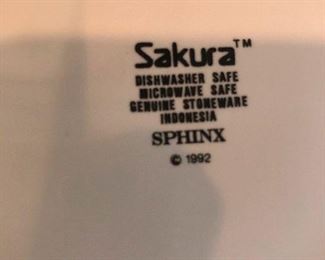 Sakura™
DISHWASHER SAFE
MICROWAVE SAFE
GENUINE STONEWARE
INDONESIA
SPHINX
© 1992